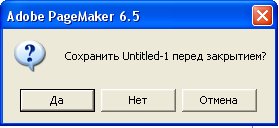 Adobe PageMaker 6.5
Сохранить Untitled-1 перед закрытием?
Да
Нет
Отмена